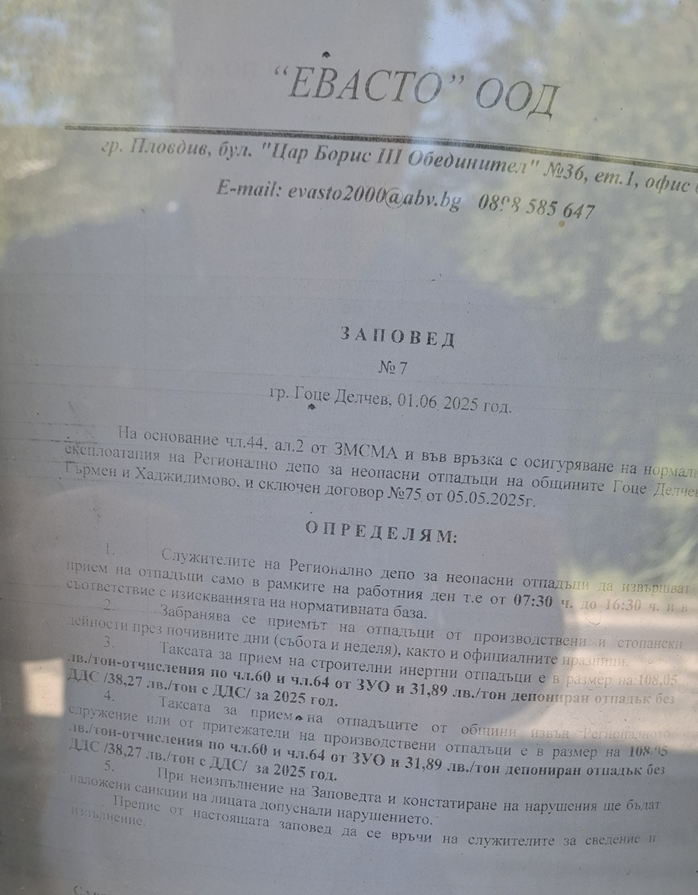 “ЕВАСТО” ООД
гр. Пловдив, бул. "Цар Борис III Обединител" №36, ет.1, офис
E-mail: evasto2000@abv.bg 0898 585 647
ЗАПОВЕД
№ 7
гр. Гоце Делчев, 01.06.2025 год.
На основание чл.44, ал.2 от ЗМСМА и във връзка с осигуряване на
експлоатация на Регионално депо за неопасни отпадъци на общините Гоце Делчев
Гърмен и Хаджидимово, и сключен договор №75 от 05.05.2025г.
ОПРЕДЕЛЯМ:
1. Служителите на Регионално депо за неопасни отпадъци да извършват
прием на отпадъци само в рамките на работния ден т.е от 07:30 ч. до 16:30 ч. и в
съответствие с изискванията на нормативната база.
2. Забранява се приемът на отпадъци от производствени и стопански
дейности през почивните дни (събота и неделя), както и официалните празници.
3. Таксата за прием на строителни инертни отпадъци е в размер на 108,05
лв./тон-отчисления по чл.60 и чл.64 от ЗУО и 31,89 лв./тон депониран отпадък без
ДДС /38,27 лв./тон с ДДС/ за 2025 год.
4. Таксата за прием на отпадъците от общини извън Регионалното
сдружение или от притежатели на производствени отпадъци е в размер на 108,05
лв./тон-отчисления по чл.60 и чл.64 от ЗУО и 31,89 лв./тон депониран отпадък без
ДДС /38,27 лв./тон с ДДС/ за 2025 год.
5. При неизпълнение на Заповедта и констатиране на нарушения ще бъдат
наложени санкции на лицата допуснали нарушението.
Препис от настоящата заповед да се връчи на служителите за сведение и
изпълнение.